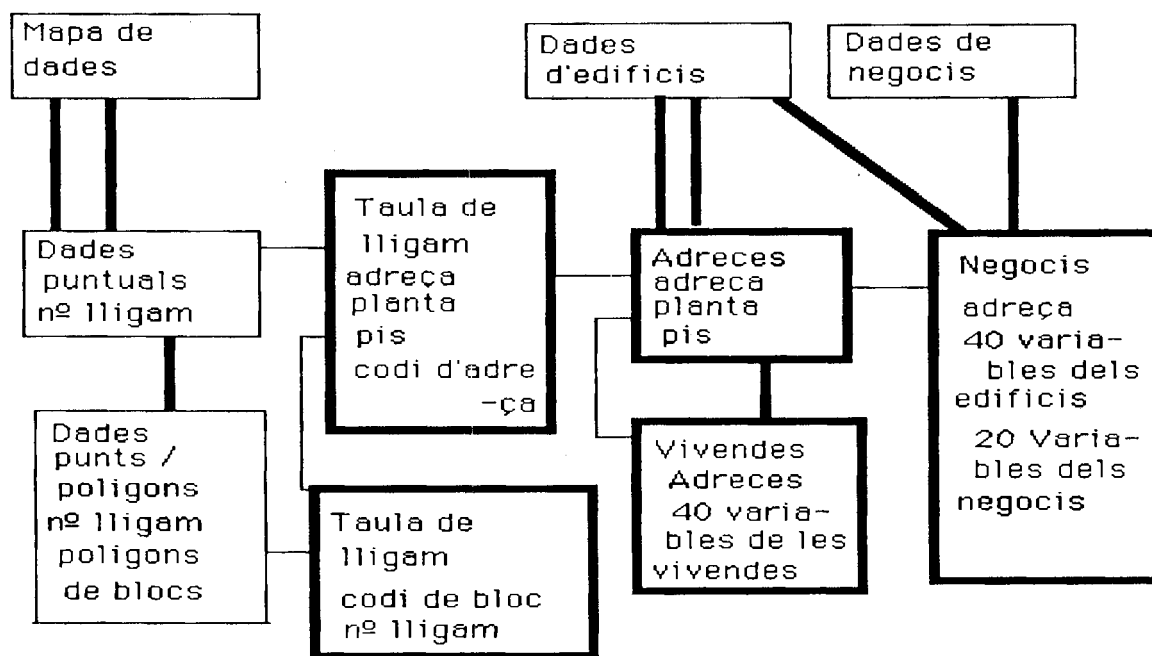 Mapa de
dades
Dades
d'edificis
Dades de
negocis
Dades
puntuals
nº lligam
Taula de
lligam
adreça
planta
pis
codi d'adre
-ça
Adreces
adreca
planta
pis
Negocis
adreça
40 varia-
bles dels
edificis
20 Varia-
bles dels
negocis
Dades
punts /
poligons
nº lligam
poligons
de blocs
Taula de
lligam
codi de bloc
nº lligam
Vivendes
Adreces
40 varia-
bles de les
vivendes